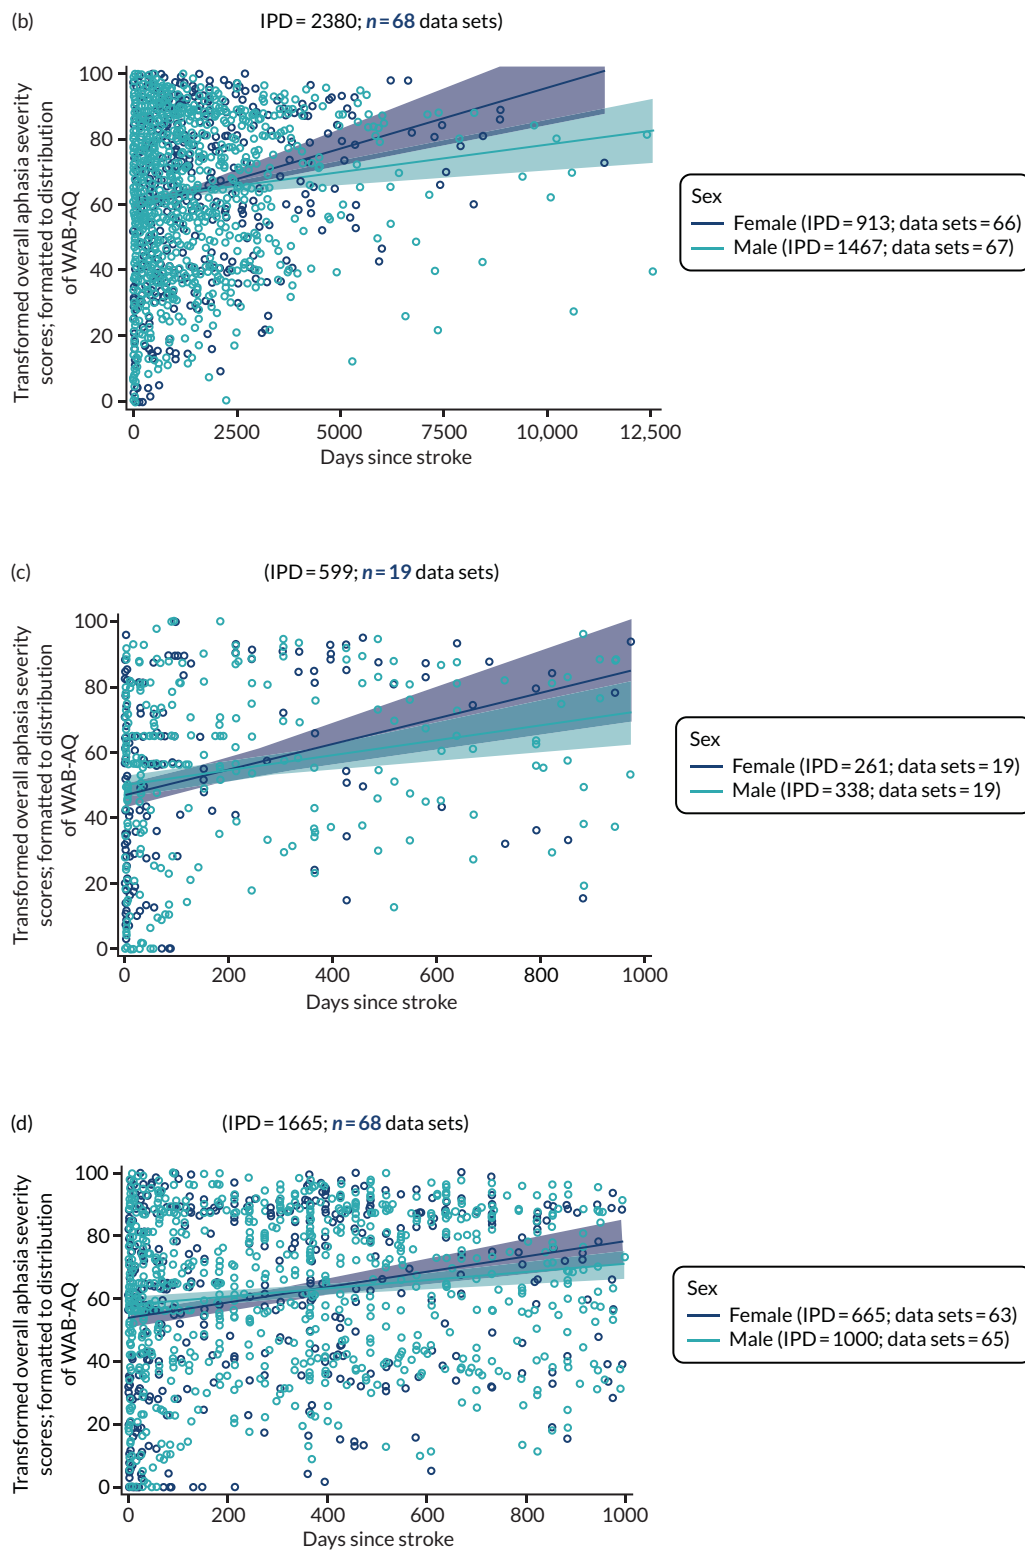 (b)
IPD = 2380; n = 68 data sets)
Transformed overall aphasia severity
scores; formatted to distribution
of WAB-AQ
100
80
60
40
20
0
0 2500 5000 7500 10,000 12,500
Days since stroke
Sex
Female (IPD = 913; data sets = 66)
Male (IPD = 1467; data sets = 67)
(c)
(IPD = 599; n = 19 data sets)
Transformed overall aphasia severity
scores; formatted to distribution
of WAB-AQ
100
80
60
40
20
0
0 200 400 600 800 1000
Days since stroke
Sex
Female (IPD = 261; data sets = 19)
Male (IPD = 338; data sets = 19)
(d)
(IPD = 1665; n = 68 data sets)
Transformed overall aphasia severity
scores; formatted to distribution
of WAB-AQ
100
80
60
40
20
0
0 200 400 600 800 1000
Days since stroke
Sex
Female (IPD = 665; data sets = 63)
Male (IPD = 1000; data sets = 65)